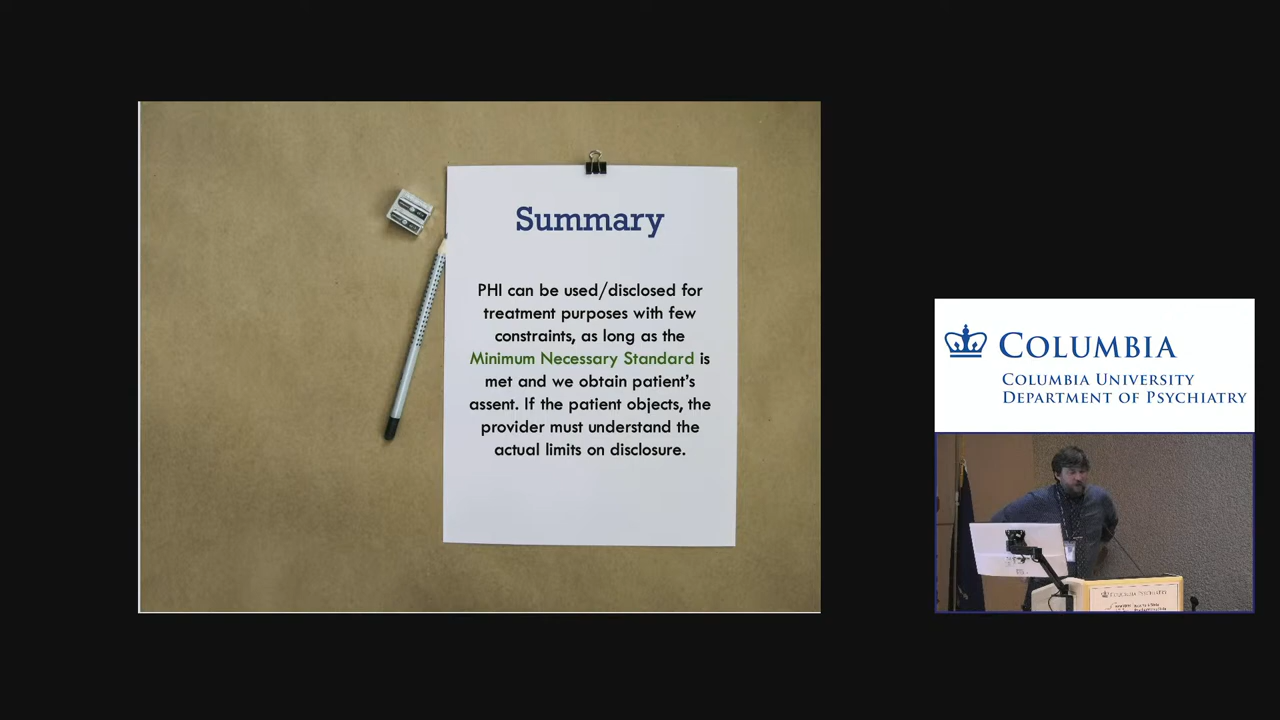 Summary
PHI can be used/disclosed for
treatment purposes with few
constraints, as long as the
Minimum Necessary Standard is
met and we obtain patient's
assent. If the patient objects, the
provider must understand the
actual limits on disclosure.
COLUMBIA
COLUMBIA UNIVERSITY
DEPARTMENT OF PSYCHIATRY
COLUMBIA PSYCHIATRY